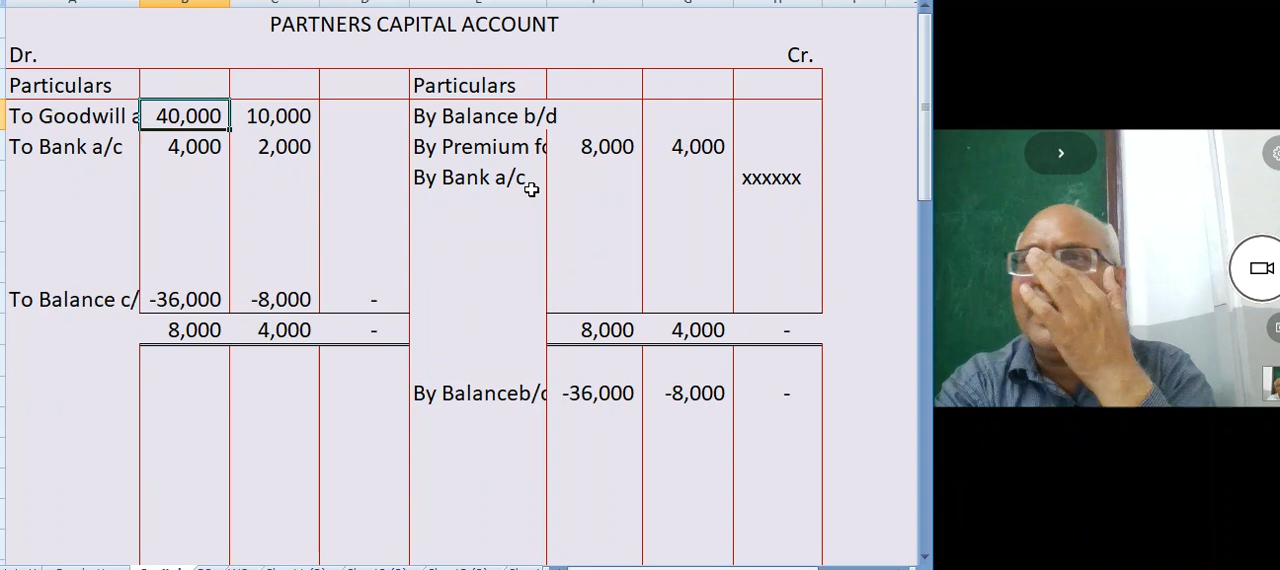 PARTNERS CAPITAL ACCOUNT
Dr. Cr.
Particulars Particulars
To Goodwill a 40,000 10,000 By Balance b/d
To Bank a/c 4,000 2,000 By Premium fo 8,000 4,000
By Bank a/c xxxxxx
To Balance c/ -36,000 -8,000 -
8,000 4,000 - 8,000 4,000 -
By Balanceb/d -36,000 -8,000 -